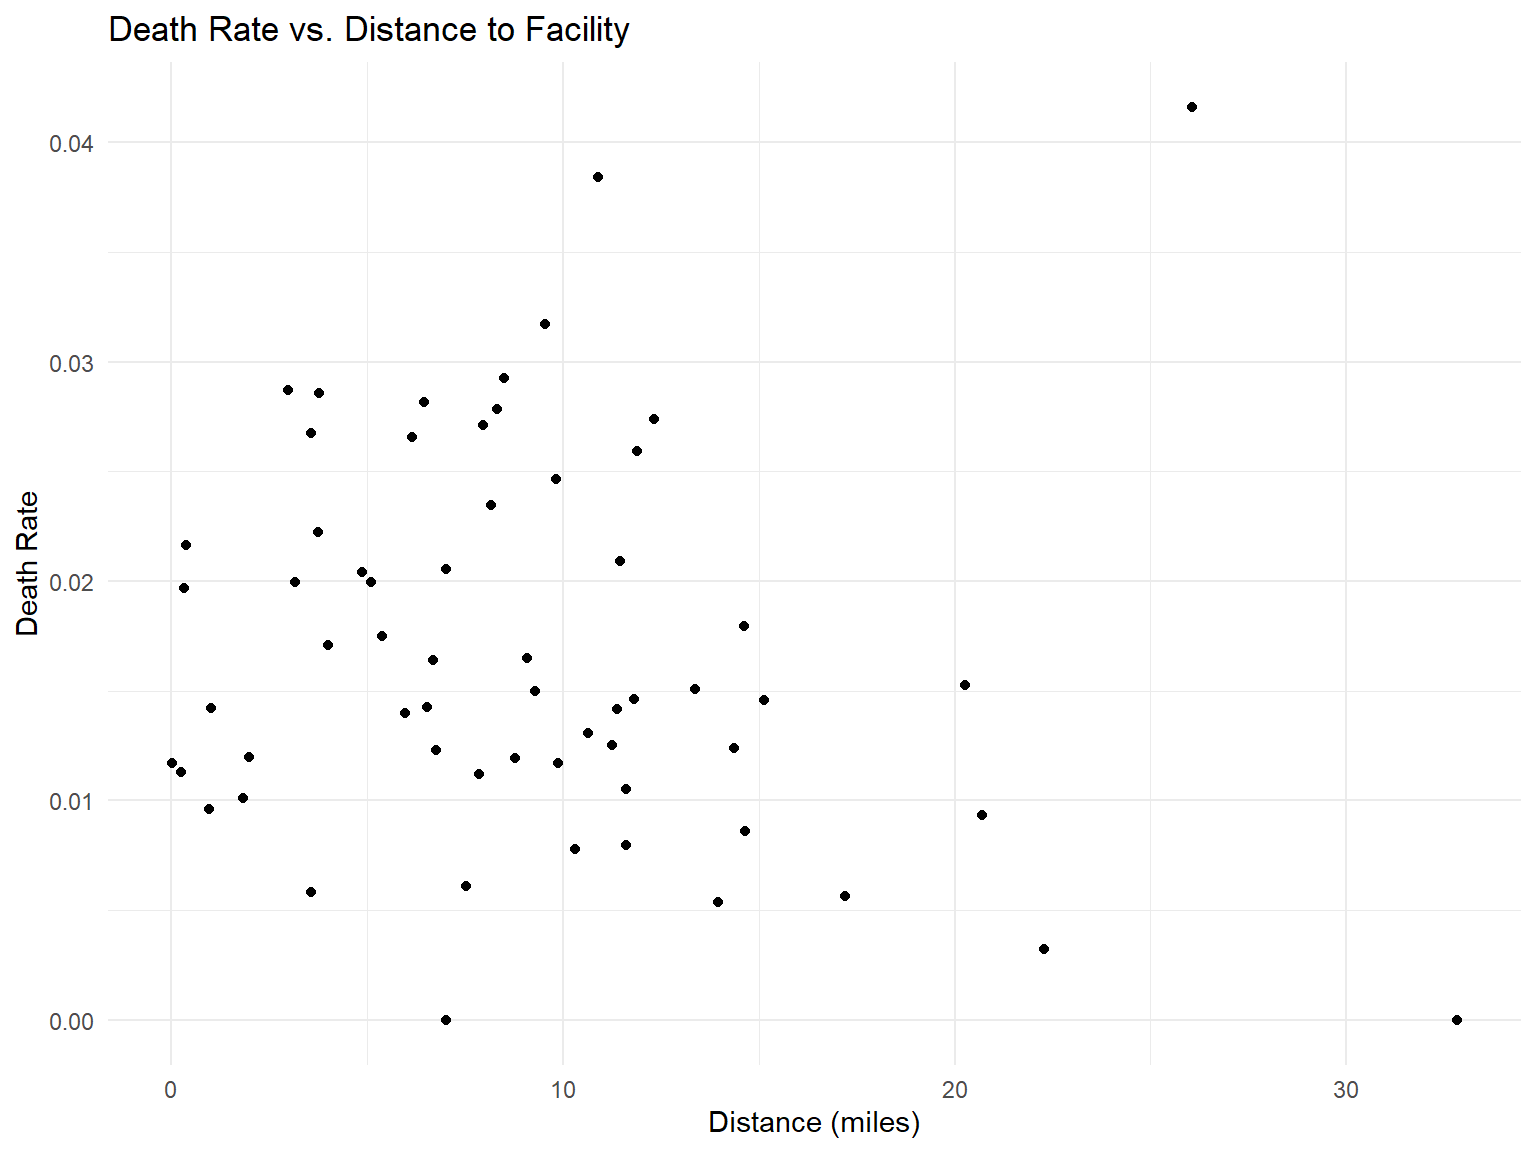 Death Rate vs. Distance to Facility
0.04
0.03
0.02
0.01
0.00
Death Rate
0 10 20 30
Distance (miles)